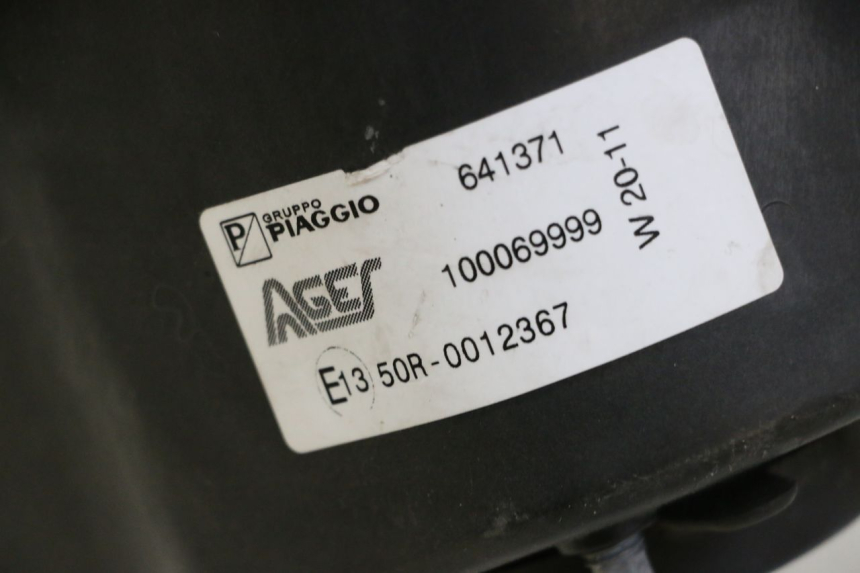 P GRUPPO
PIAGGIO
641371
W 20-11
AGES
100069999
E13 50R-0012367